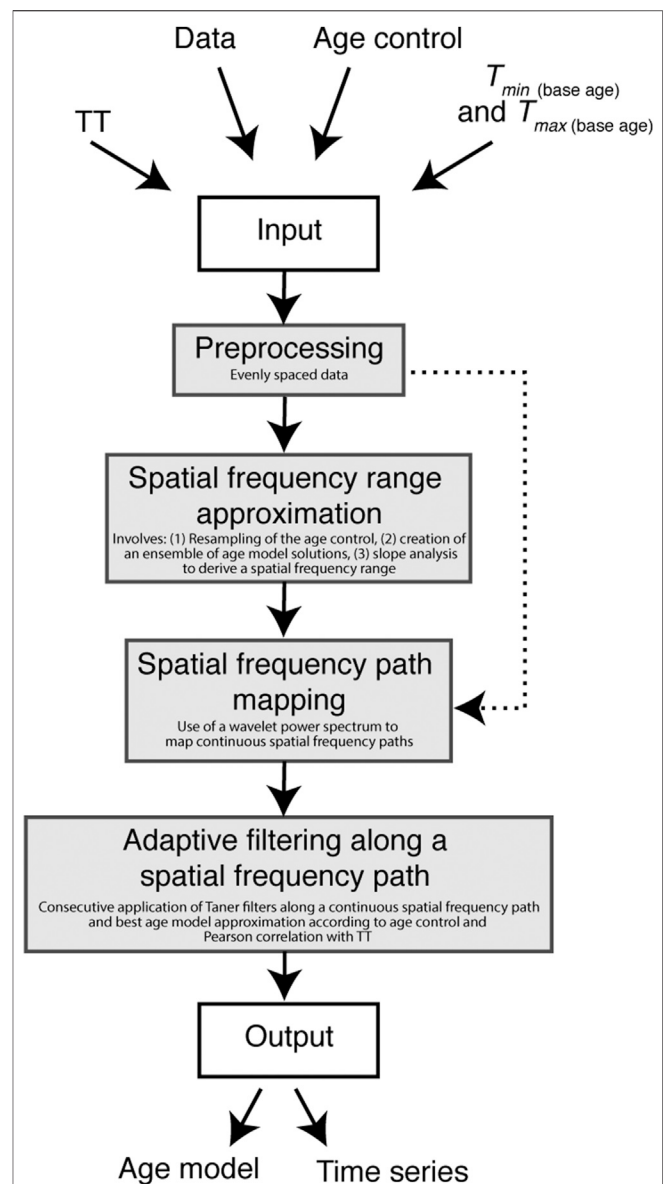 Data
Age control
TT
T min (base age)
and T max (base age)
Input
Preprocessing
Evenly spaced data
Spatial frequency range
approximation
Involves: (1) Resampling of the age control, (2) creation of
an ensemble of age model solutions, (3) slope analysis
to derive a spatial frequency range
Spatial frequency path
mapping
Use of a wavelet power spectrum to
map continuous spatial frequency paths
Adaptive filtering along a
spatial frequency path
Consecutive application of Taner filters along a continuous spatial frequency path
and best age model approximation according to age control and
Pearson correlation with TT
Output
Age model
Time series